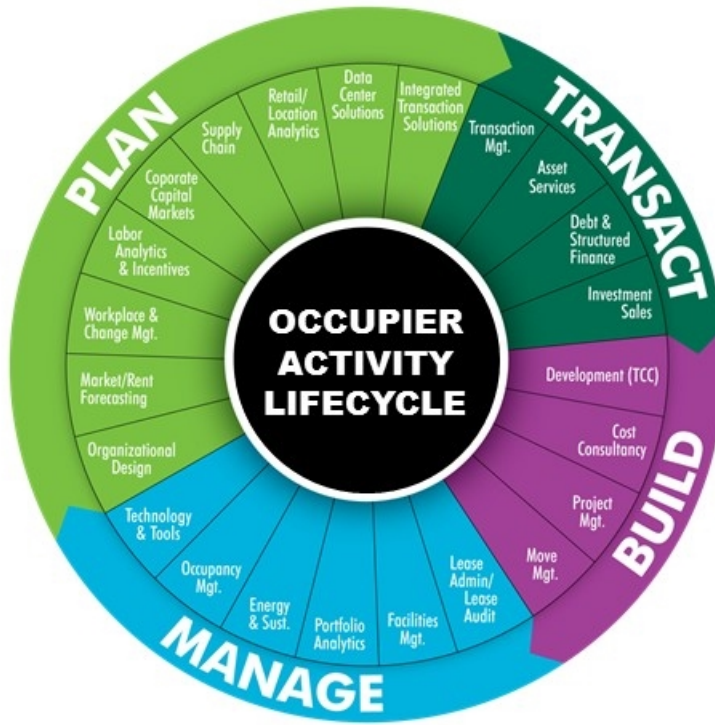 OCCUPIER
ACTIVITY
LIFECYCLE
PLAN
Organizational
Design
Market/Rent
Forecasting
Workplace &
Change Mgt.
Labor
Analytics
& Incentives
Coporate
Capital
Markets
Supply
Chain
Retail/
Location
Analytics
Data
Center
Solutions
Integrated
Transaction
Solutions
TRANSACT
Transaction
Mgt.
Asset
Services
Debt &
Structured
Finance
Investment
Sales
BUILD
Development (TCC)
Cost
Consultancy
Project
Mgt.
Move
Mgt.
MANAGE
Lease
Admin/
Lease
Audit
Facilities
Mgt.
Portfolio
Analytics
Energy
& Sust.
Occupancy
Mgt.
Technology
& Tools